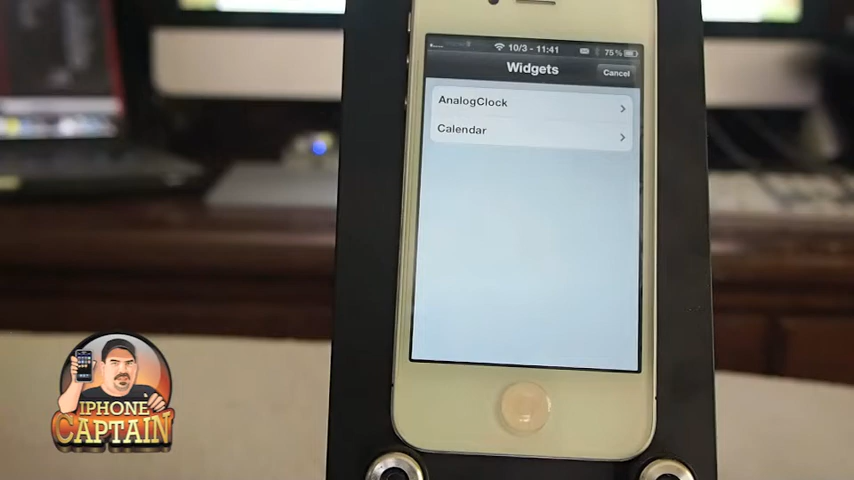 10/3 - 11:41
75%
Widgets
Cancel
AnalogClock
Calendar
IPHONE
CAPTAIN